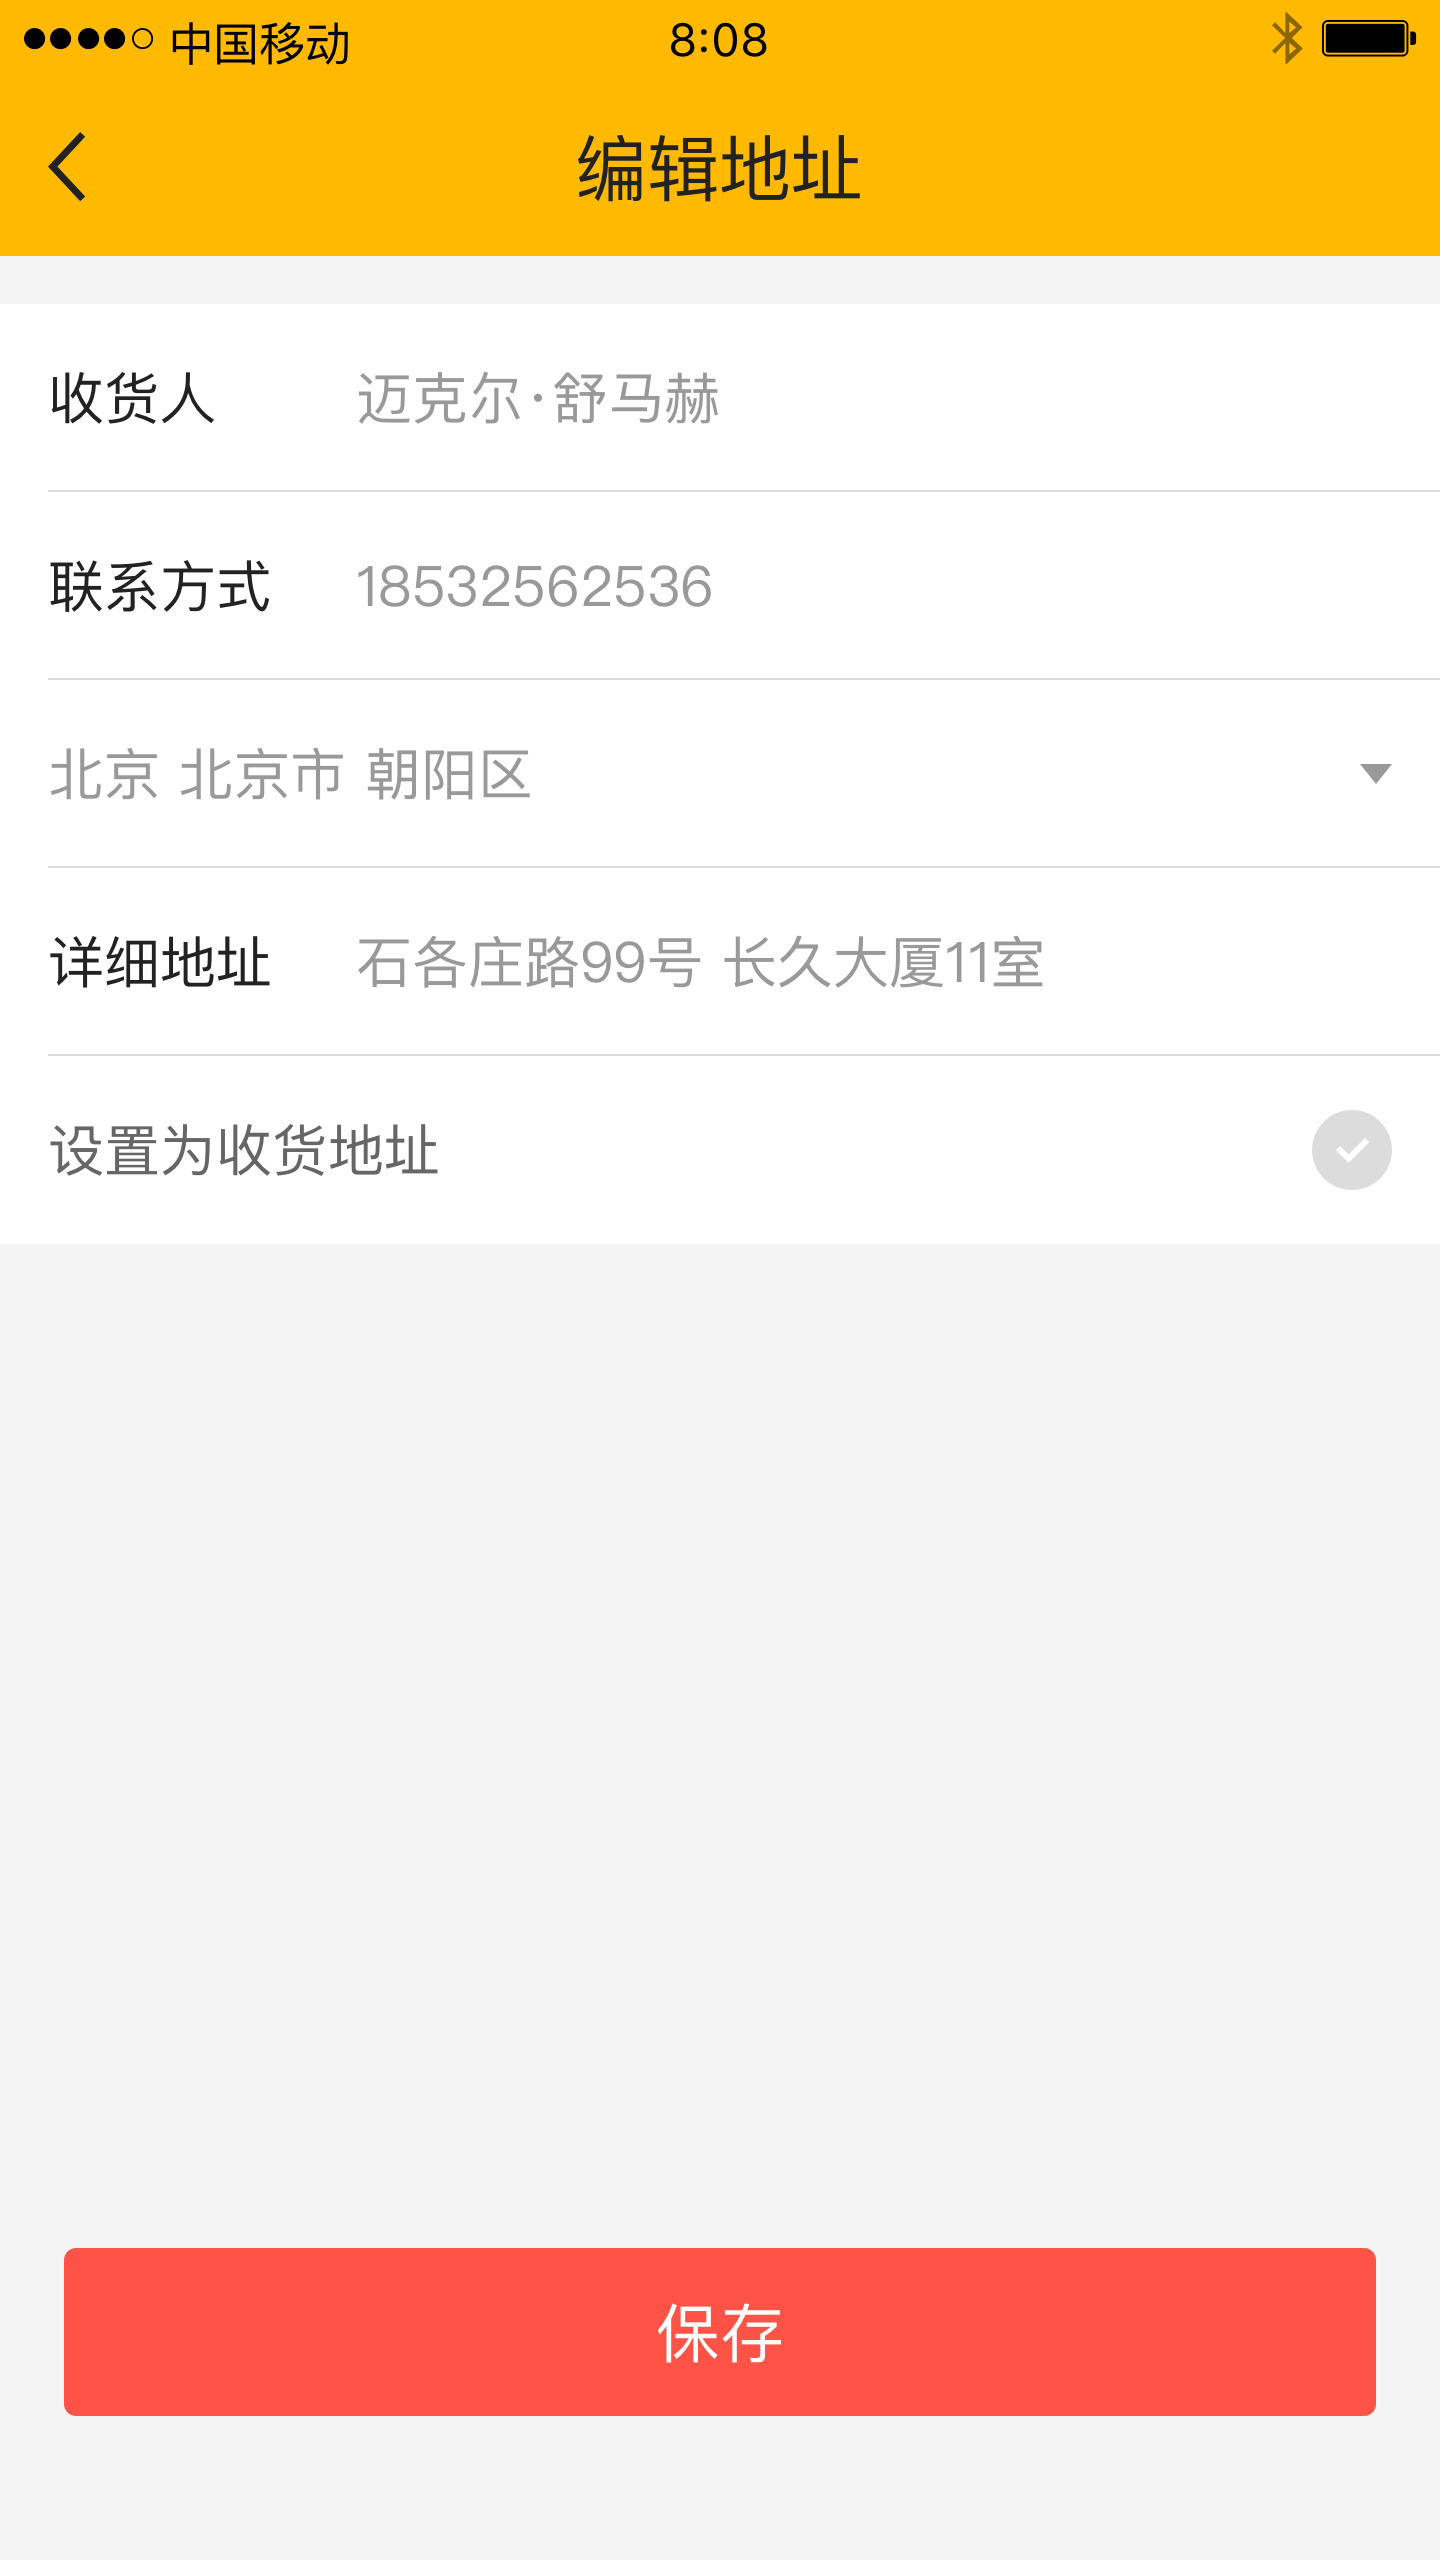 中国移动 8:08
编辑地址
收货人 迈克尔·舒马赫
联系方式 18532562536
北京 北京市 朝阳区
详细地址 石各庄路99号 长久大厦11室
设置为收货地址
保存